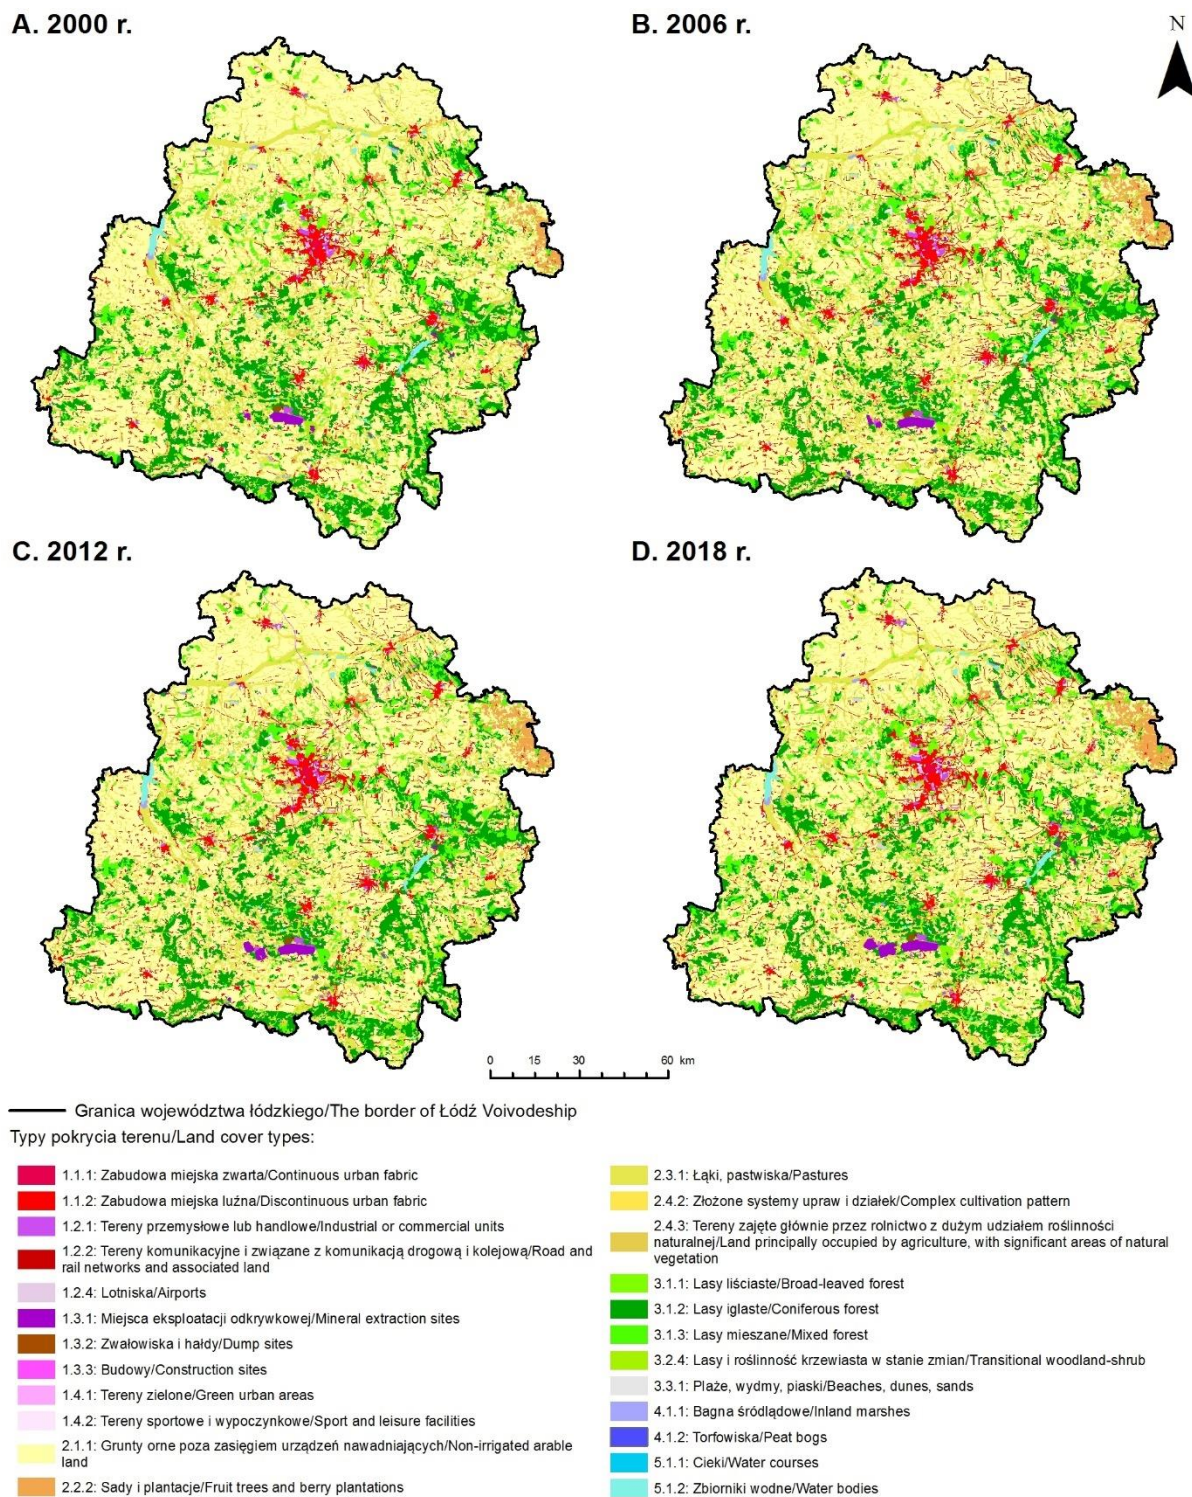 A. 2000 r.
B. 2006 r.
N
C. 2012 r.
D. 2018 r.
0 15 30 60 km
Granica województwa łódzkiego/The border of Łódź Voivodeship
Typy pokrycia terenu/Land cover types:
1.1.1: Zabudowa miejska zwarta/Continuous urban fabric
1.1.2: Zabudowa miejska luźna/Discontinuous urban fabric
1.2.1: Tereny przemysłowe lub handlowe/Industrial or commercial units
1.2.2: Tereny komunikacyjne i związane z komunikacją drogową i kolejową/Road and
rail networks and associated land
1.2.4: Lotniska/Airports
1.3.1: Miejsca eksploatacji odkrywkowej/Mineral extraction sites
1.3.2: Zwałowiska i hałdy/Dump sites
1.3.3: Budowy/Construction sites
1.4.1: Tereny zielone/Green urban areas
1.4.2: Tereny sportowe i wypoczynkowe/Sport and leisure facilities
2.1.1: Grunty orne poza zasięgiem urządzeń nawadniających/Non-irrigated arable
land
2.2.2: Sady i plantacje/Fruit trees and berry plantations
2.3.1: Łąki, pastwiska/Pastures
2.4.2: Złożone systemy upraw i działek/Complex cultivation pattern
2.4.3: Tereny zajęte głównie przez rolnictwo z dużym udziałem roślinności
naturalnej/Land principally occupied by agriculture, with significant areas of natural
vegetation
3.1.1: Lasy liściaste/Broad-leaved forest
3.1.2: Lasy iglaste/Coniferous forest
3.1.3: Lasy mieszane/Mixed forest
3.2.4: Lasy i roślinność krzewiasta w stanie zmian/Transitional woodland-shrub
3.3.1: Plaże, wydmy, piaski/Beaches, dunes, sands
4.1.1: Bagna śródlądowe/Inland marshes
4.1.2: Torfowiska/Peat bogs
5.1.1: Cieki/Water courses
5.1.2: Zbiorniki wodne/Water bodies